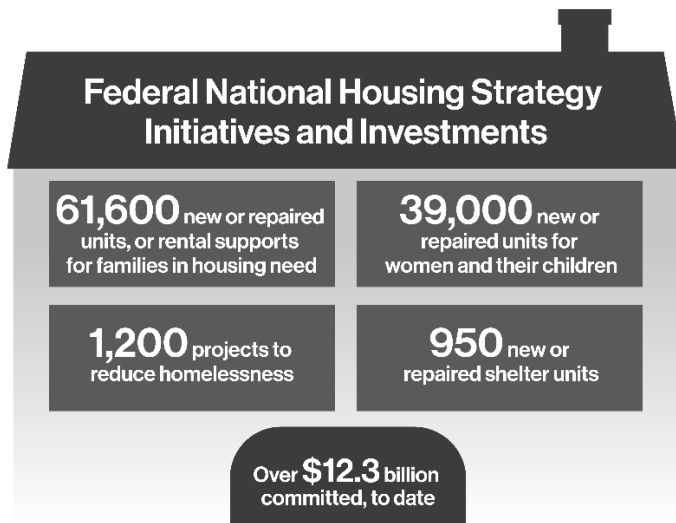 Federal National Housing Strategy
Initiatives and Investments
61,600 new or repaired
units, or rental supports
for families in housing need
39,000 new or
repaired units for
women and their children
1,200 projects to
reduce homelessness
950 new or
repaired shelter units
Over $12.3 billion
committed, to date